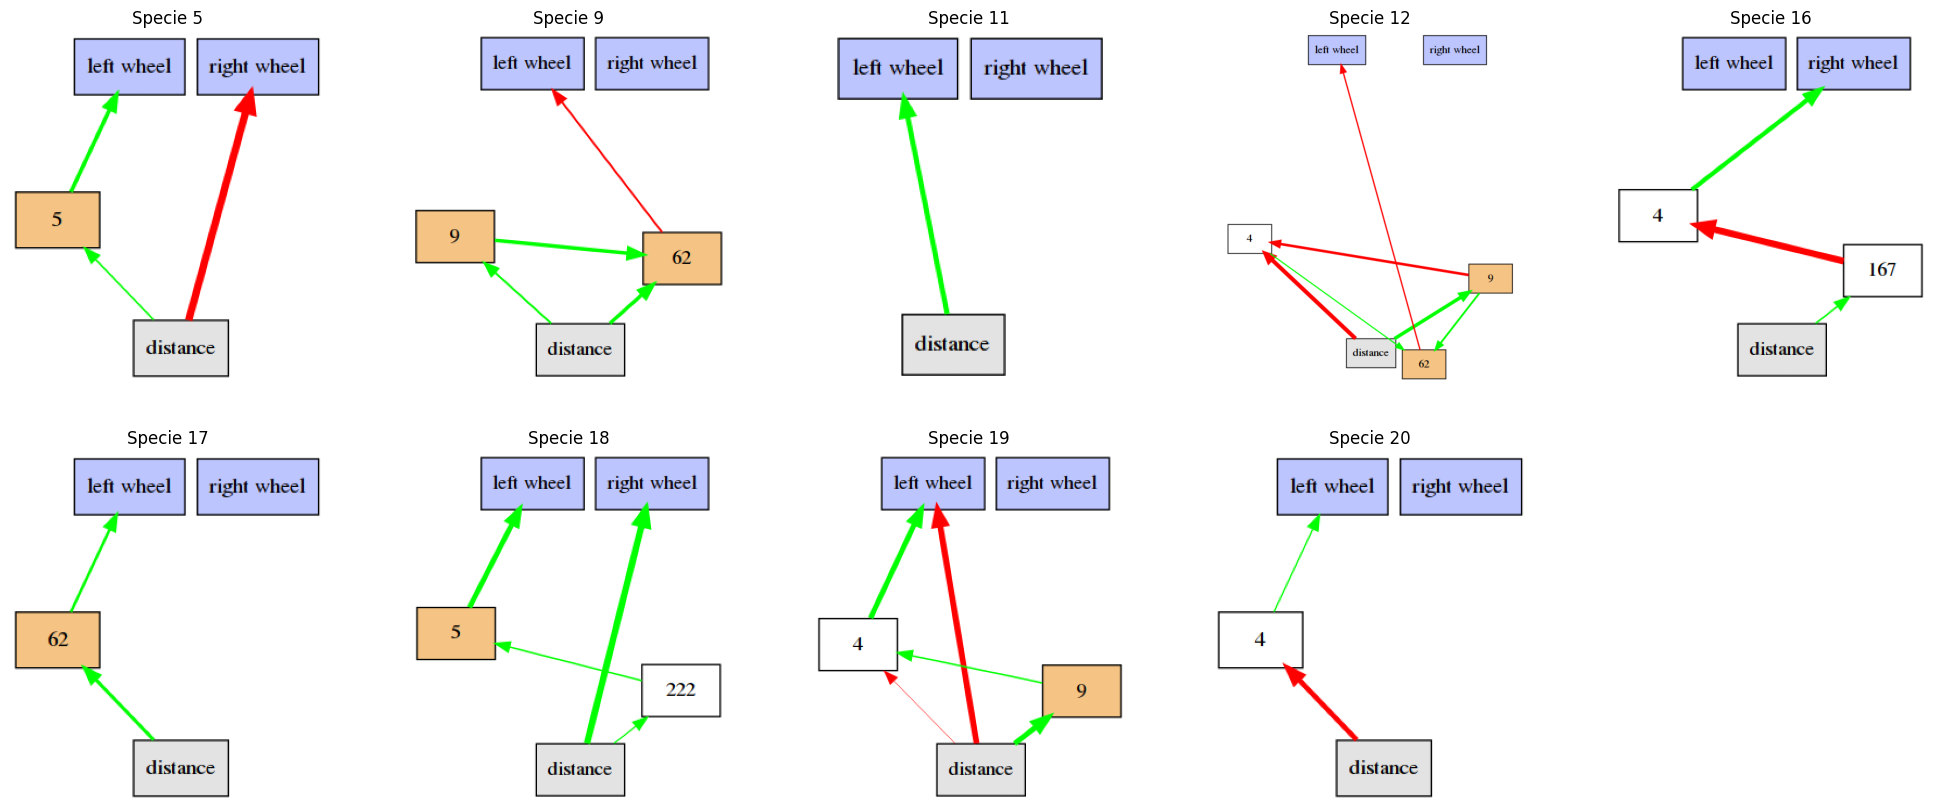 Specie 5
left wheel
right wheel
5
distance
Specie 9
left wheel
right wheel
9
62
distance
Specie 11
left wheel
right wheel
distance
Specie 12
left wheel
right wheel
4
9
distance
62
Specie 16
left wheel
right wheel
4
167
distance
Specie 17
left wheel
right wheel
62
distance
Specie 18
left wheel
right wheel
5
222
distance
Specie 19
left wheel
right wheel
4
9
distance
Specie 20
left wheel
right wheel
4
distance